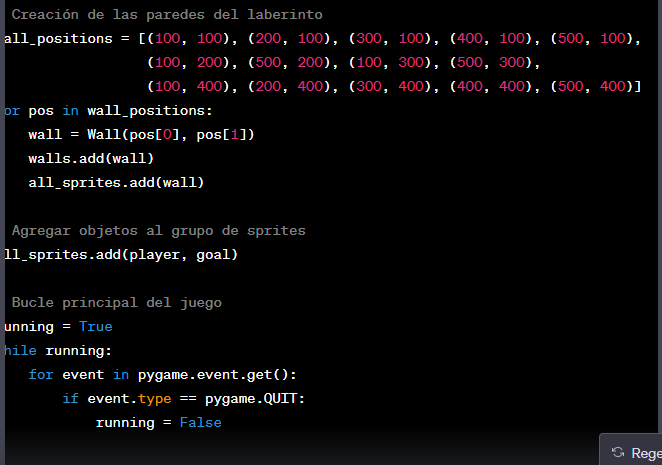 Creación de las paredes del laberinto
all_positions = [(100, 100), (200, 100), (300, 100), (400, 100), (500, 100),
(100, 200), (500, 200), (100, 300), (500, 300),
(100, 400), (200, 400), (300, 400), (400, 400), (500, 400)]
or pos in wall_positions:
wall = Wall(pos[0], pos[1])
walls.add(wall)
all_sprites.add(wall)
Agregar objetos al grupo de sprites
ll_sprites.add(player, goal)
Bucle principal del juego
unning = True
hile running:
for event in pygame.event.get():
if event.type == pygame.QUIT:
running = False
Rege